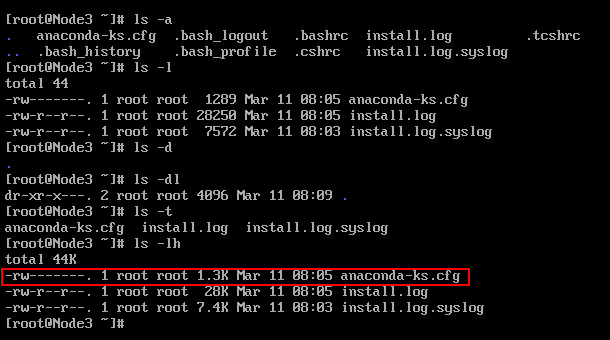 [root@Node3 ~]# ls -a
.   anaconda-ks.cfg  .bash_logout   .bashrc  install.log         .tcshrc
..  .bash_history    .bash_profile  .cshrc   install.log.syslog
[root@Node3 ~]# ls -l
total 44
-rw-------. 1 root root  1289 Mar 11 08:05 anaconda-ks.cfg
-rw-r--r--. 1 root root 28250 Mar 11 08:05 install.log
-rw-r--r--. 1 root root  7572 Mar 11 08:03 install.log.syslog
[root@Node3 ~]# ls -d
.
[root@Node3 ~]# ls -dl
dr-xr-x---. 2 root root 4096 Mar 11 08:09 .
[root@Node3 ~]# ls -t
anaconda-ks.cfg  install.log  install.log.syslog
[root@Node3 ~]# ls -lh
total 44K
-rw-------. 1 root root 1.3K Mar 11 08:05 anaconda-ks.cfg
-rw-r--r--. 1 root root  28K Mar 11 08:05 install.log
-rw-r--r--. 1 root root 7.4K Mar 11 08:03 install.log.syslog
[root@Node3 ~]#